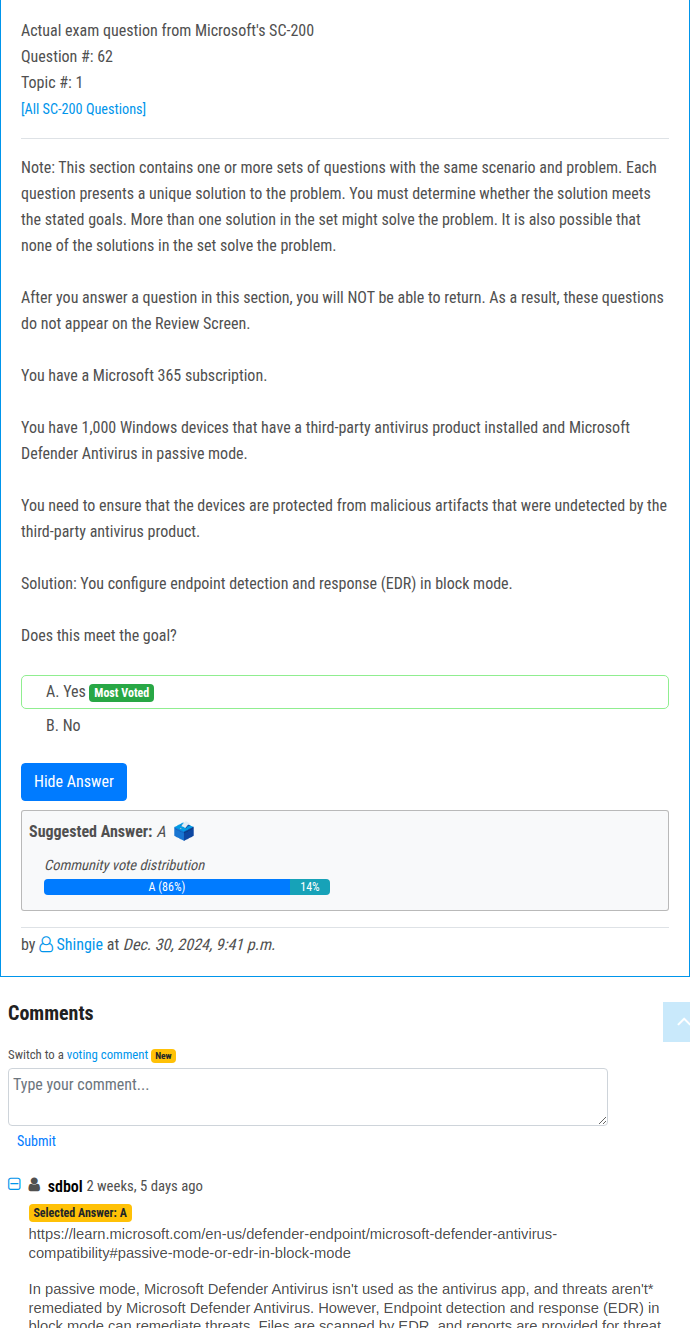 Actual exam question from Microsoft's SC-200
Question #: 62
Topic #: 1
[All SC-200 Questions]
Note: This section contains one or more sets of questions with the same scenario and problem. Each
question presents a unique solution to the problem. You must determine whether the solution meets
the stated goals. More than one solution in the set might solve the problem. It is also possible that
none of the solutions in the set solve the problem.
After you answer a question in this section, you will NOT be able to return. As a result, these questions
do not appear on the Review Screen.
You have a Microsoft 365 subscription.
You have 1,000 Windows devices that have a third-party antivirus product installed and Microsoft
Defender Antivirus in passive mode.
You need to ensure that the devices are protected from malicious artifacts that were undetected by the
third-party antivirus product.
Solution: You configure endpoint detection and response (EDR) in block mode.
Does this meet the goal?
A. Yes Most Voted
B. No
Hide Answer
Suggested Answer: A
Community vote distribution
A (86%) 14%
by Shingie at Dec. 30, 2024, 9:41 p.m.
Comments
Switch to a voting comment New
Type your comment...
Submit
sdbol 2 weeks, 5 days ago
Selected Answer: A
https://learn.microsoft.com/en-us/defender-endpoint/microsoft-defender-antivirus-
compatibility#passive-mode-or-edr-in-block-mode
In passive mode, Microsoft Defender Antivirus isn't used as the antivirus app, and threats aren't*
remediated by Microsoft Defender Antivirus. However, Endpoint detection and response (EDR) in
block mode can remediate threats. Files are scanned by EDR, and reports are provided for threat